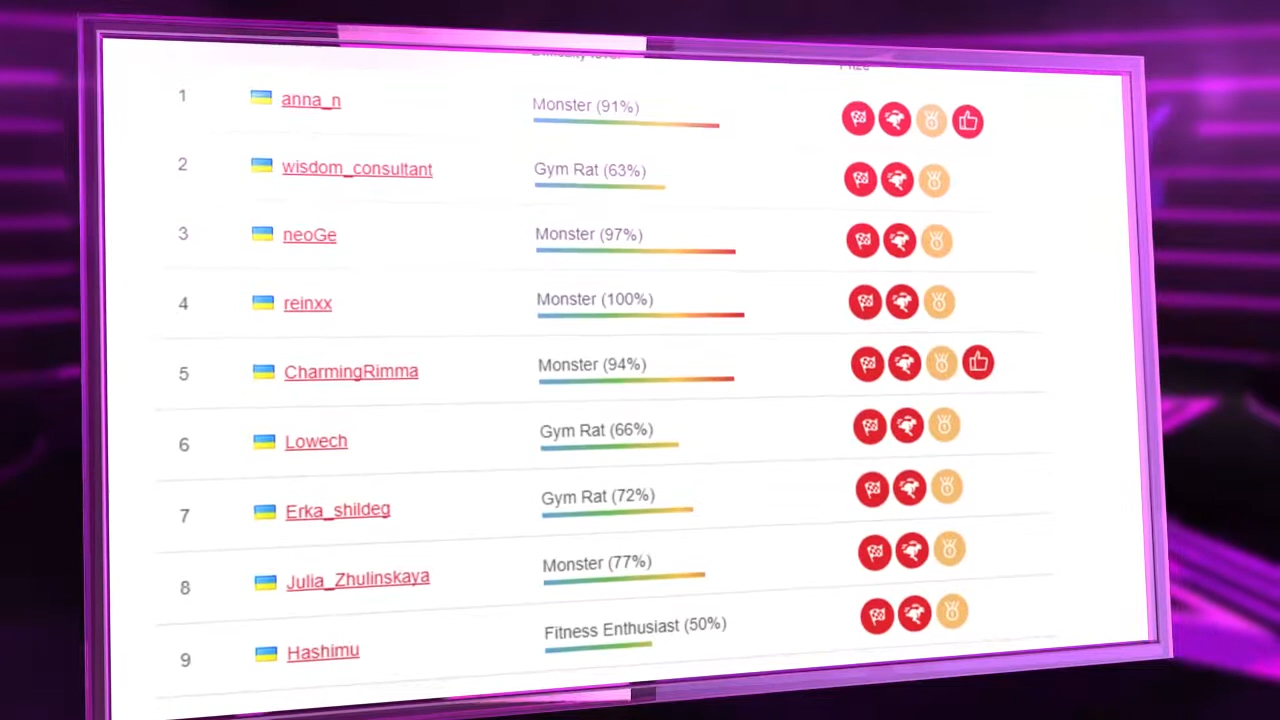 1 anna_n Monster (91%)
2 wisdom_consultant Gym Rat (63%)
3 neoGe Monster (97%)
4 reinxx Monster (100%)
5 CharmingRimma Monster (94%)
6 Lowech Gym Rat (66%)
7 Erka_shildeg Gym Rat (72%)
8 Julia_Zhulinskaya Monster (77%)
9 Hashimu Fitness Enthusiast (50%)